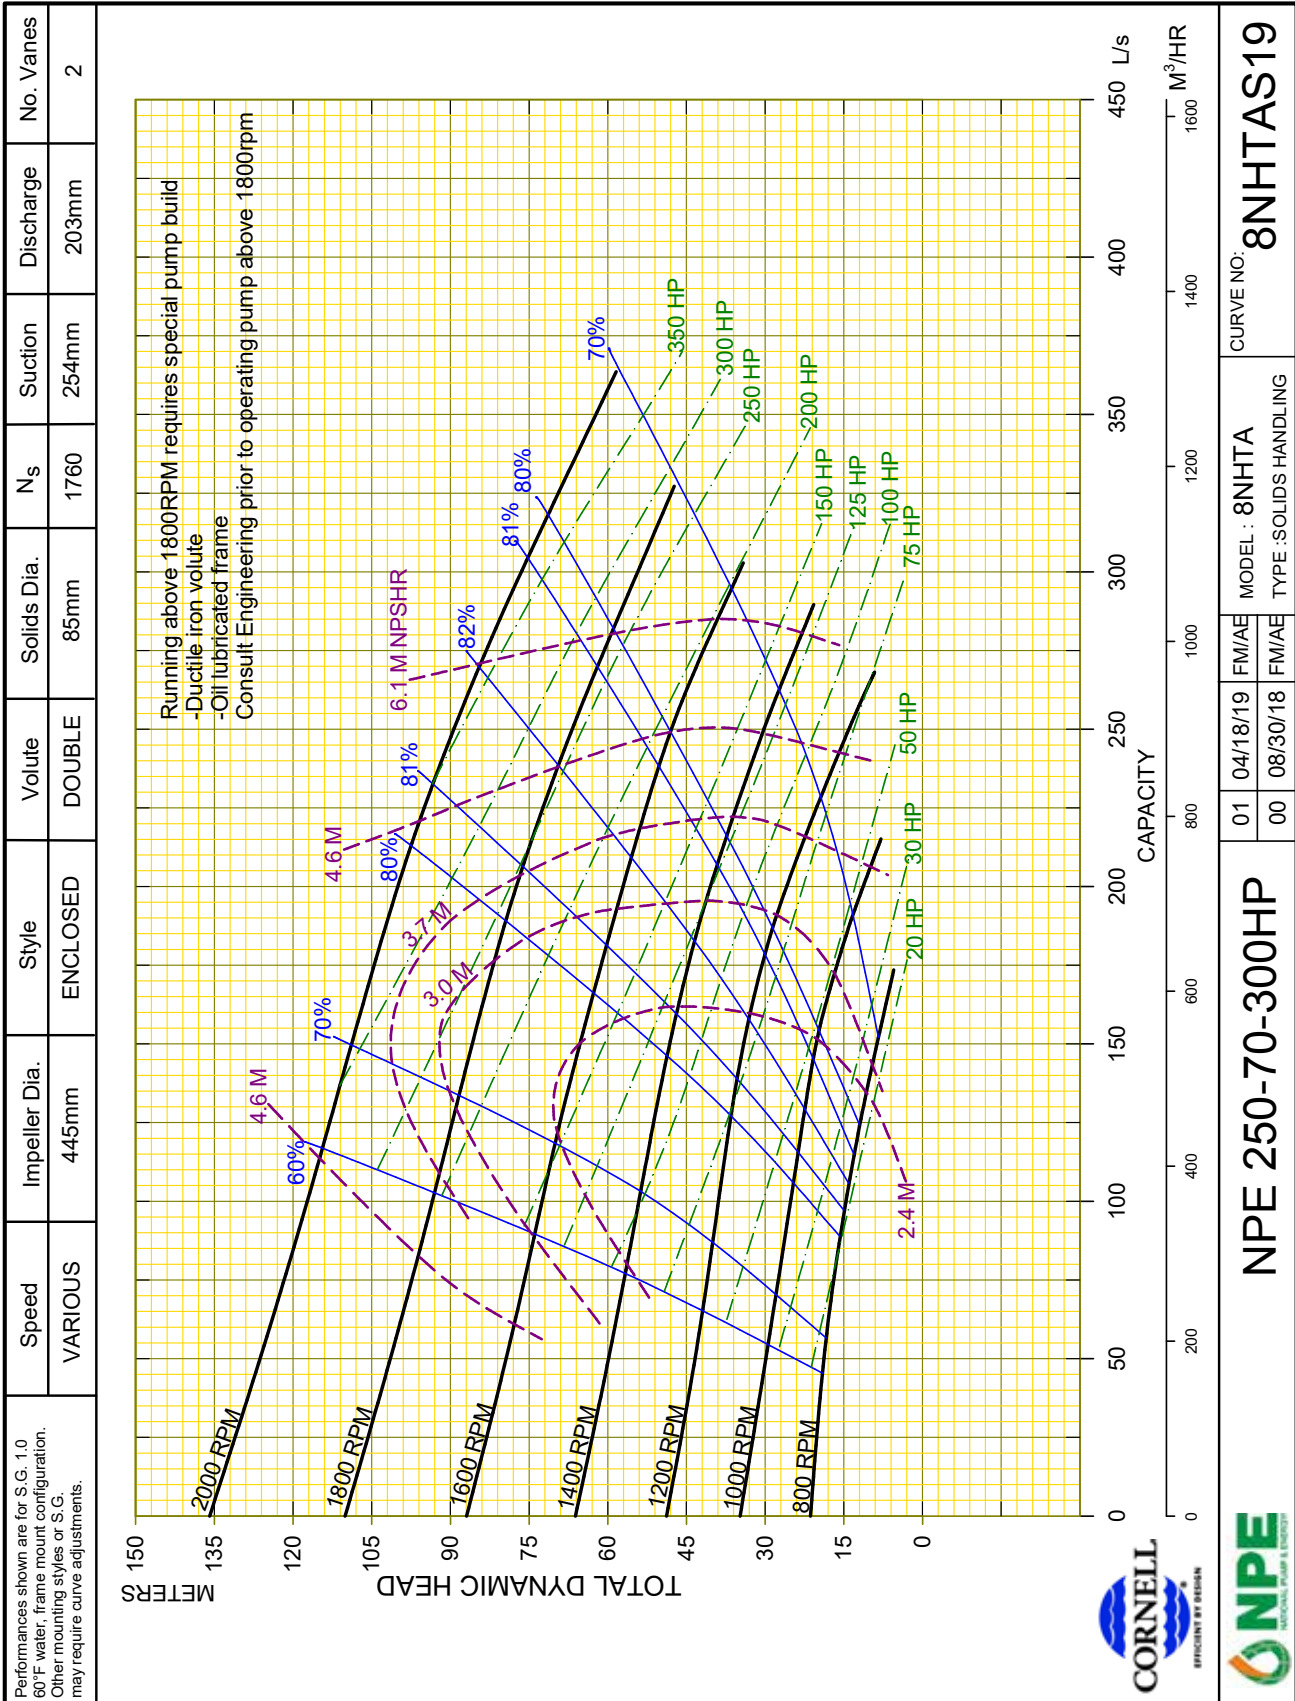 Performances shown are for S.G. 1.0
60°F water, frame mount configuration.
Other mounting styles or S.G.
may require curve adjustments.
Speed
VARIOUS
Impeller Dia.
445mm
Style
ENCLOSED
Volute
DOUBLE
Solids Dia.
85mm
Ns
1760
Suction
254mm
Discharge
203mm
No. Vanes
2
METERS
TOTAL DYNAMIC HEAD
150
135
120
105
90
75
60
45
30
15
0
Running above 1800RPM requires special pump build
-Ductile iron volute
-Oil lubricated frame
Consult Engineering prior to operating pump above 1800rpm
2000 RPM
1800 RPM
1600 RPM
1400 RPM
1200 RPM
1000 RPM
800 RPM
60%
70%
80%
81%
82%
81%
80%
70%
4.6 M
3.7 M
3.0 M
4.6 M
6.1 M NPSHR
2.4 M
350 HP
300 HP
250 HP
200 HP
150 HP
125 HP
100 HP
75 HP
50 HP
30 HP
20 HP
0
50
100
150
200
250
300
350
400
450
L/s
CAPACITY
0
200
400
600
800
1000
1200
1400
1600
M³/HR
CORNELL
®
EFFICIENT BY DESIGN
NPE
NATIONAL PUMP & ENERGY
NPE 250-70-300HP
01
04/18/19
FM/AE
00
08/30/18
FM/AE
MODEL : 8NHTA
TYPE :SOLIDS HANDLING
CURVE NO:
8NHTAS19